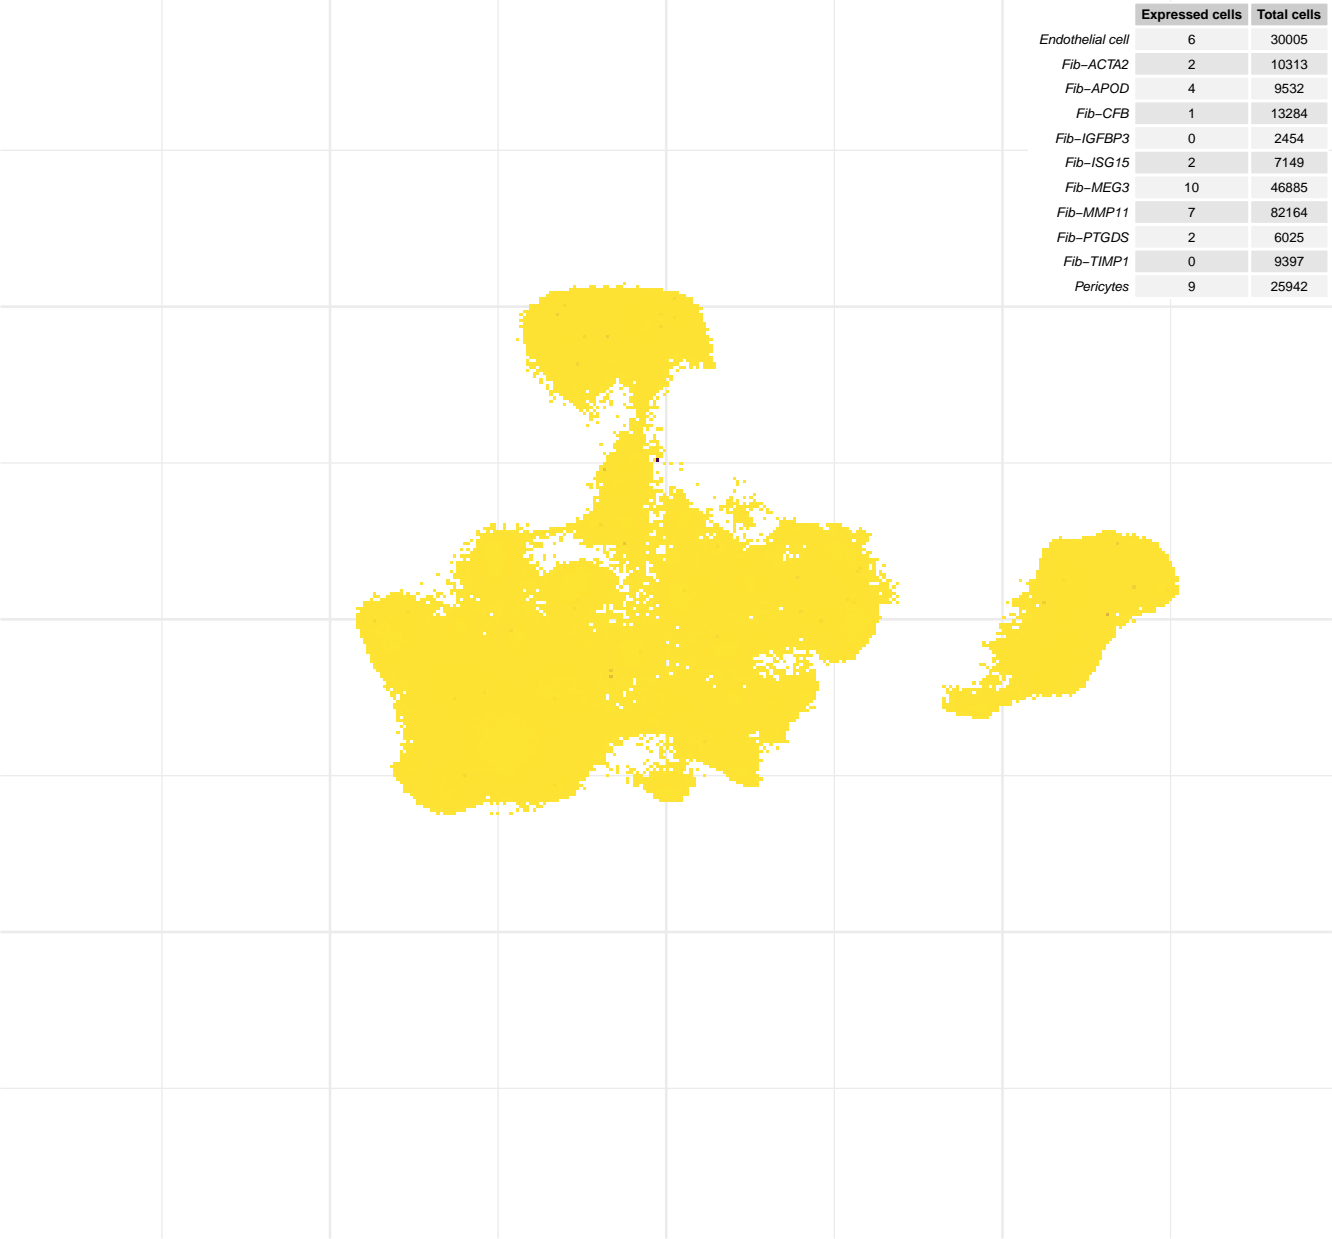 Expressed cells Total cells
Endothelial cell 6 30005
Fib−ACTA2 2 10313
Fib−APOD 4 9532
Fib−CFB 1 13284
Fib−IGFBP3 0 2454
Fib−ISG15 2 7149
Fib−MEG3 10 46885
Fib−MMP11 7 82164
Fib−PTGDS 2 6025
Fib−TIMP1 0 9397
Pericytes 9 25942